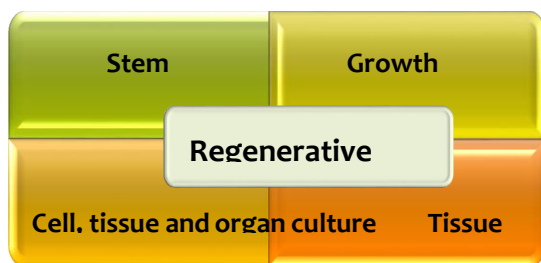 Stem
Growth
Regenerative
Cell, tissue and organ culture
Tissue